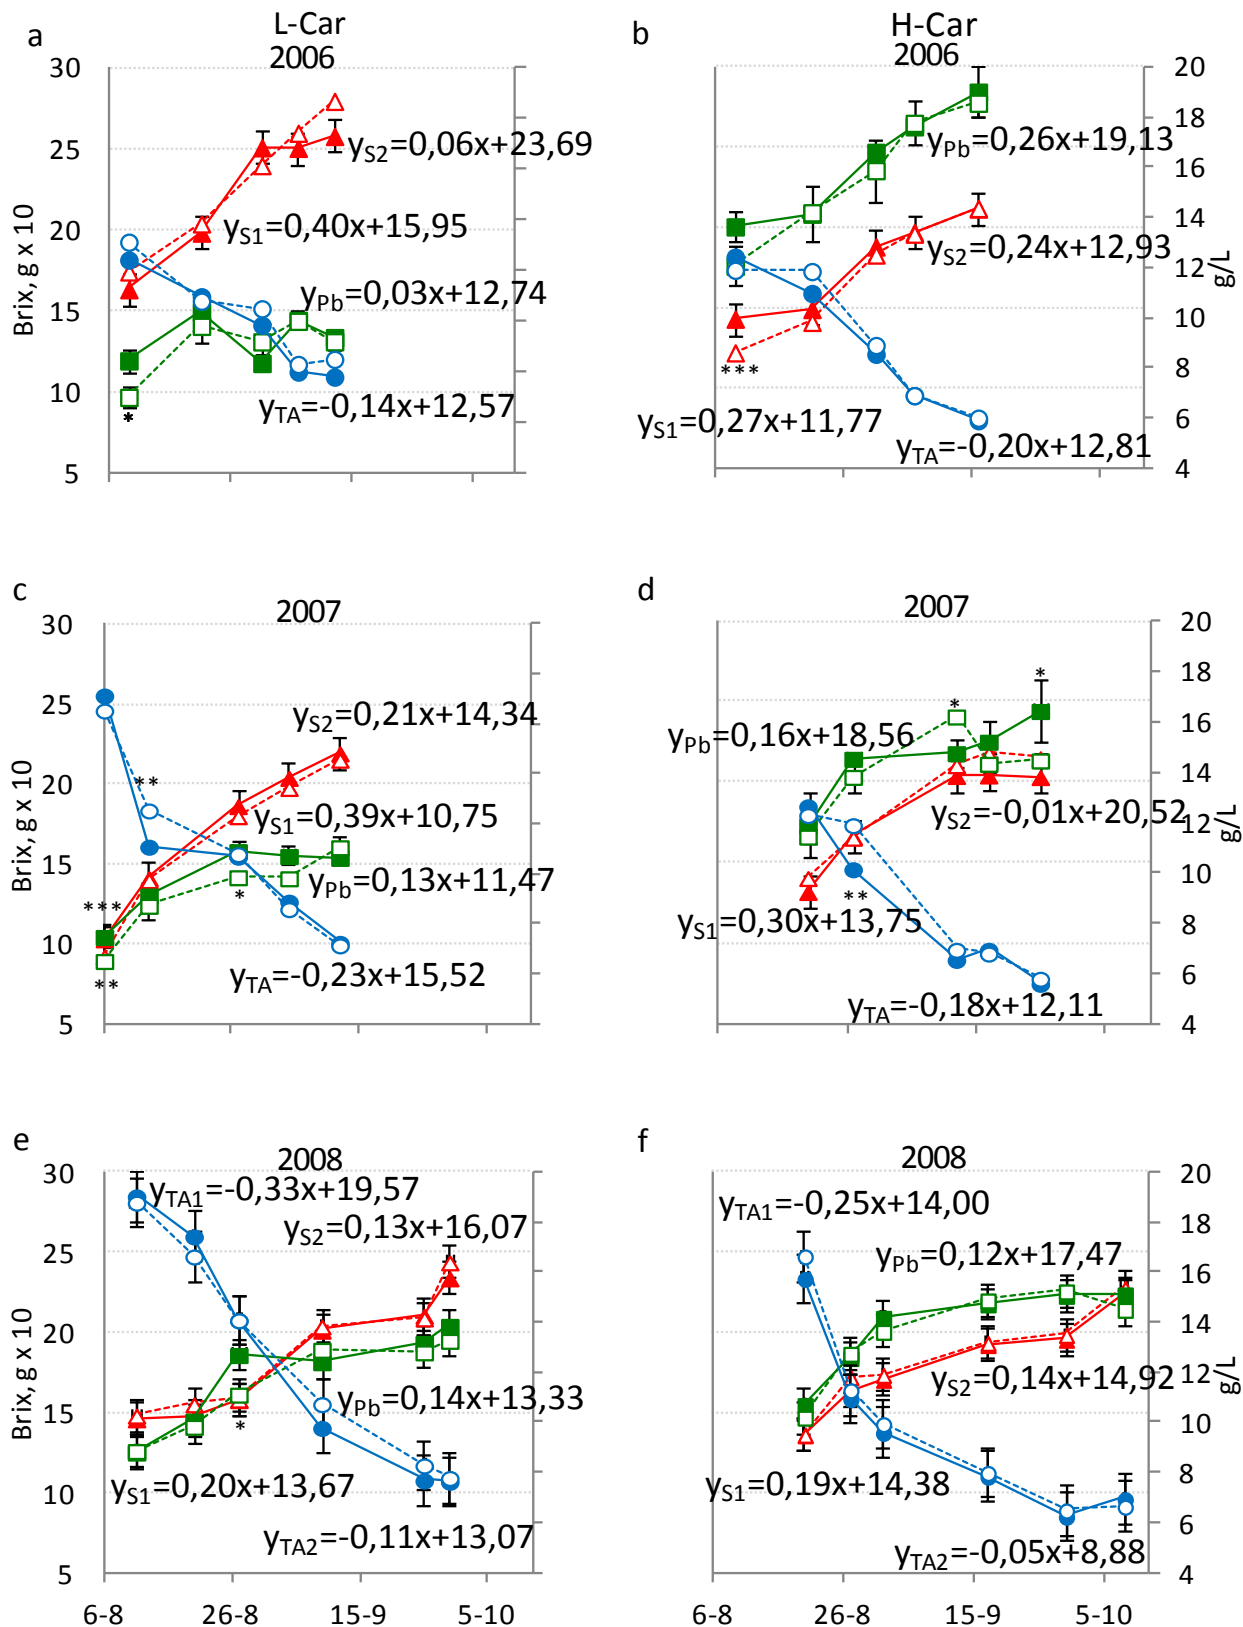 L-Car
H-Car
a
2006
b
2006
30
25
20
15
10
5
Brix, g x 10
yS2=0,06x+23,69
yS1=0,40x+15,95
yPb=0,03x+12,74
yTA=-0,14x+12,57
*
yPb=0,26x+19,13
yS2=0,24x+12,93
***
yS1=0,27x+11,77
yTA=-0,20x+12,81
20
18
16
14
12
10
8
6
4
g/L
c
2007
d
2007
30
25
20
15
10
5
Brix, g x 10
yS2=0,21x+14,34
**
yS1=0,39x+10,75
yPb=0,13x+11,47
***
*
**
yTA=-0,23x+15,52
*
*
yPb=0,16x+18,56
yS2=-0,01x+20,52
**
yS1=0,30x+13,75
yTA=-0,18x+12,11
20
18
16
14
12
10
8
6
4
g/L
e
2008
f
2008
30
25
20
15
10
5
Brix, g x 10
yTA1=-0,33x+19,57
yS2=0,13x+16,07
yPb=0,14x+13,33
*
yS1=0,20x+13,67
yTA2=-0,11x+13,07
yTA1=-0,25x+14,00
yPb=0,12x+17,47
yS2=0,14x+14,92
yS1=0,19x+14,38
yTA2=-0,05x+8,88
20
18
16
14
12
10
8
6
4
g/L
6-8 26-8 15-9 5-10
6-8 26-8 15-9 5-10